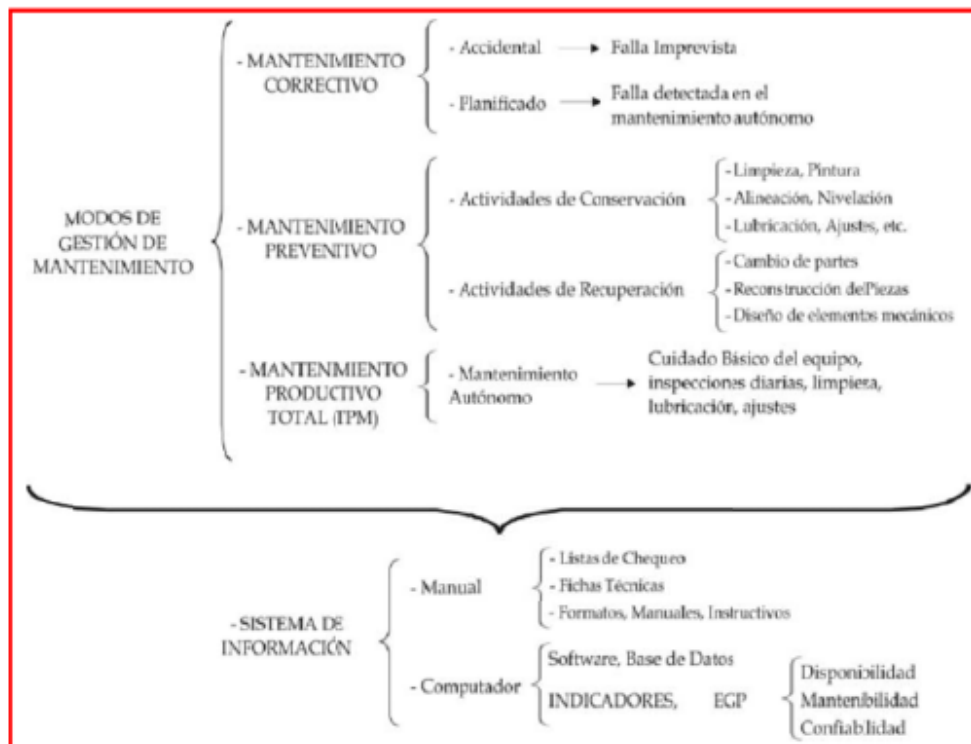 - Accidental → Falla Imprevista
- MANTENIMIENTO
CORRECTIVO
- Planificado → Falla detectada en el
mantenimiento autónomo
- Limpieza, Pintura
- Actividades de Conservación
- Alineación, Nivelación
- Lubricación, Ajustes, etc.
MODOS DE
GESTIÓN DE
MANTENIMIENTO
- MANTENIMIENTO
PREVENTIVO
- Cambio de partes
- Actividades de Recuperación
- Reconstrucción dePiezas
- Diseño de elementos mecánicos
- MANTENMIENTO
PRODUCTIVO
TOTAL (TPM)
- Mantenimiento
Autónomo
Cuidado Básico del equipo,
inspecciones diarias, limpieza,
lubricación, ajustes
- Listas de Chequeo
- Manual
- Fichas Técnicas
- Formatos, Manuales, Instructivos
- SISTEMA DE
INFORMACIÓN
Software, Base de Datos
- Computador
INDICADORES, EGP
Disponibilidad
Mantenibilidad
Confiabilidad